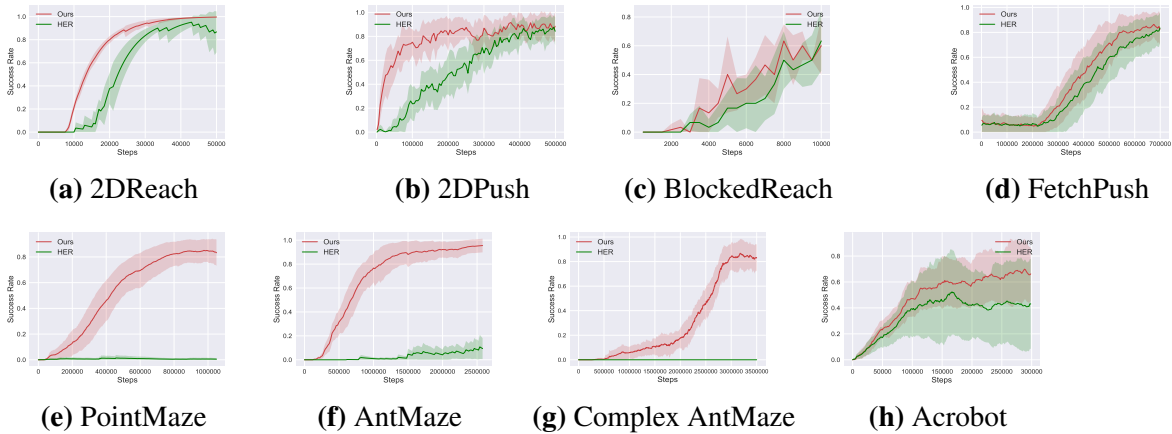 Ours
HER
Success Rate
1.0
0.8
0.6
0.4
0.2
0.0
0 10000 20000 30000 40000 50000
Steps
(a) 2DReach
Ours
HER
Success Rate
1.0
0.8
0.6
0.4
0.2
0.0
0 100000 200000 300000 400000 500000
Steps
(b) 2DPush
Ours
HER
Success Rate
0.8
0.6
0.4
0.2
0.0
2000 4000 6000 8000 10000
Steps
(c) BlockedReach
Ours
HER
Success Rate
1.0
0.8
0.6
0.4
0.2
0.0
0 100000 200000 300000 400000 500000 600000 700000
Steps
(d) FetchPush
Ours
HER
Success Rate
0.8
0.6
0.4
0.2
0.0
0 200000 400000 600000 800000 1000000
Steps
(e) PointMaze
Ours
HER
Success Rate
1.0
0.8
0.6
0.4
0.2
0.0
0 500000 1000000 1500000 2000000 2500000
Steps
(f) AntMaze
Ours
HER
Success Rate
1.0
0.8
0.6
0.4
0.2
0.0
0 500000 1000000 1500000 2000000 2500000 3000000 3500000
Steps
(g) Complex AntMaze
Ours
HER
Success Rate
0.8
0.6
0.4
0.2
0.0
0 50000 100000 150000 200000 250000 300000
Steps
(h) Acrobot